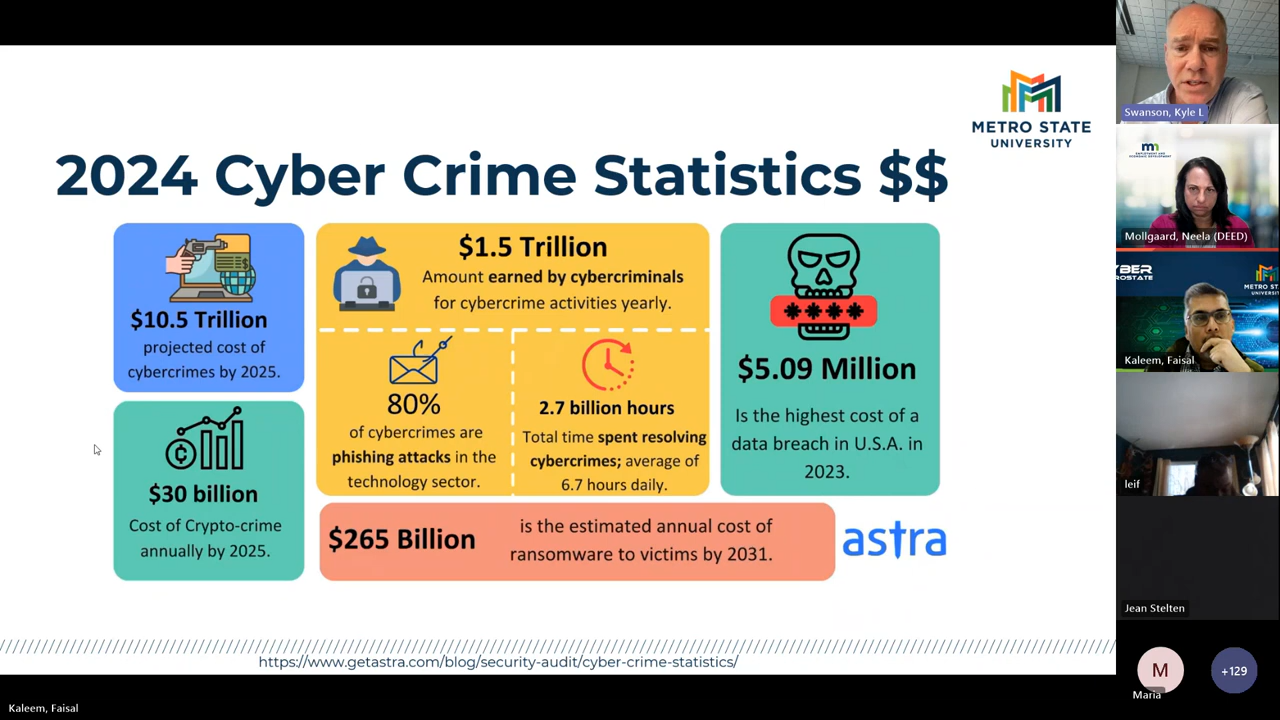 METRO STATE
UNIVERSITY
2024 Cyber Crime Statistics $$
$10.5 Trillion
projected cost of
cybercrimes by 2025.
$30 billion
Cost of Crypto-crime
annually by 2025.
$1.5 Trillion
Amount earned by cybercriminals
for cybercrime activities yearly.
80%
of cybercrimes are
phishing attacks in the
technology sector.
2.7 billion hours
Total time spent resolving
cybercrimes; average of
6.7 hours daily.
****
$5.09 Million
Is the highest cost of a
data breach in U.S.A. in
2023.
$265 Billion
is the estimated annual cost of
ransomware to victims by 2031.
astra
https://www.getastra.com/blog/security-audit/cyber-crime-statistics/
Kaleem, Faisal
Swanson, Kyle L
Mollgaard, Neela (DEED)
METROSTATE
UNIVERSITY
Kaleem, Faisal
leif
Jean Stelten
M
Maria
+129